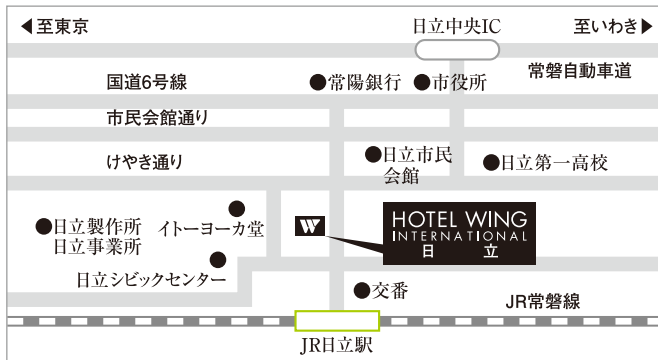 ◀至東京
日立中央IC
至いわき▶
常磐自動車道
国道6号線
●常陽銀行
●市役所
市民会館通り
けやき通り
●日立市民
会館
●日立第一高校
●日立製作所
日立事業所
イトーヨーカ堂
W
HOTEL WING
INTERNATIONAL
日 立
日立シビックセンター
●交番
JR常磐線
JR日立駅